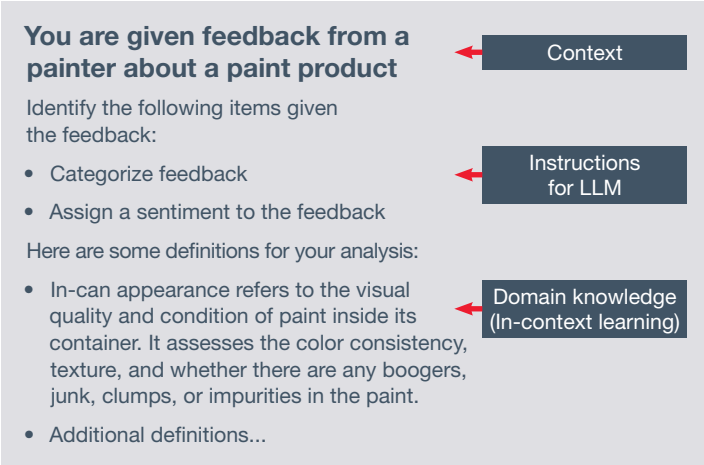 You are given feedback from a
painter about a paint product
Context
Identify the following items given
the feedback:
• Categorize feedback
Instructions
for LLM
• Assign a sentiment to the feedback
Here are some definitions for your analysis:
• In-can appearance refers to the visual
quality and condition of paint inside its
container. It assesses the color consistency,
texture, and whether there are any boogers,
junk, clumps, or impurities in the paint.
Domain knowledge
(In-context learning)
• Additional definitions...